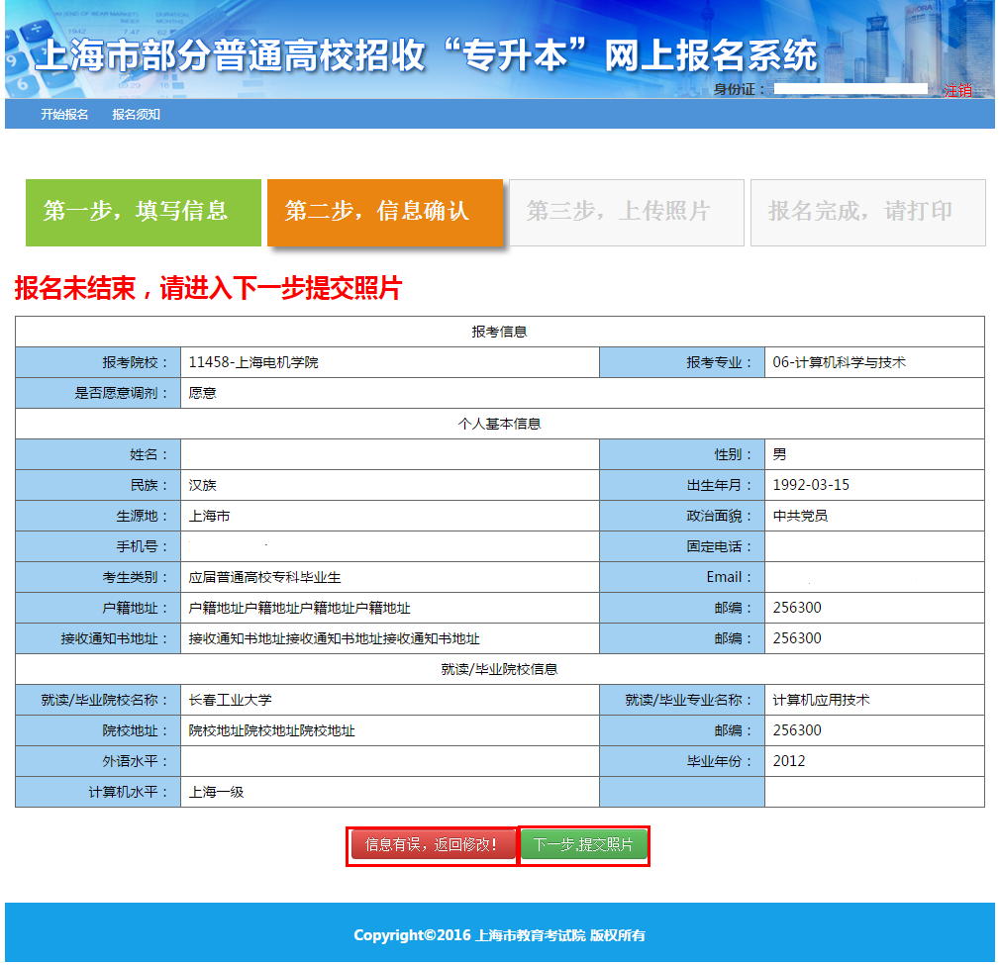 上海市部分普通高校招收“专升本”网上报名系统
身份证： 注销
开始报名 报名须知
第一步，填写信息 第二步，信息确认 第三步，上传照片 报名完成，请打印
报名未结束，请进入下一步提交照片
报考信息
报考院校： 11458-上海电机学院 报考专业： 06-计算机科学与技术
是否愿意调剂： 愿意
个人基本信息
姓名： 性别： 男
民族： 汉族 出生年月： 1992-03-15
生源地： 上海市 政治面貌： 中共党员
手机号： 固定电话：
考生类别： 应届普通高校专科毕业生 Email：
户籍地址： 户籍地址户籍地址户籍地址户籍地址 邮编： 256300
接收通知书地址： 接收通知书地址接收通知书地址接收通知书地址 邮编： 256300
就读/毕业院校信息
就读/毕业院校名称： 长春工业大学 就读/毕业专业名称： 计算机应用技术
院校地址： 院校地址院校地址院校地址 邮编： 256300
外语水平： 毕业年份： 2012
计算机水平： 上海一级
信息有误，返回修改! 下一步,提交照片
Copyright©2016 上海市教育考试院 版权所有